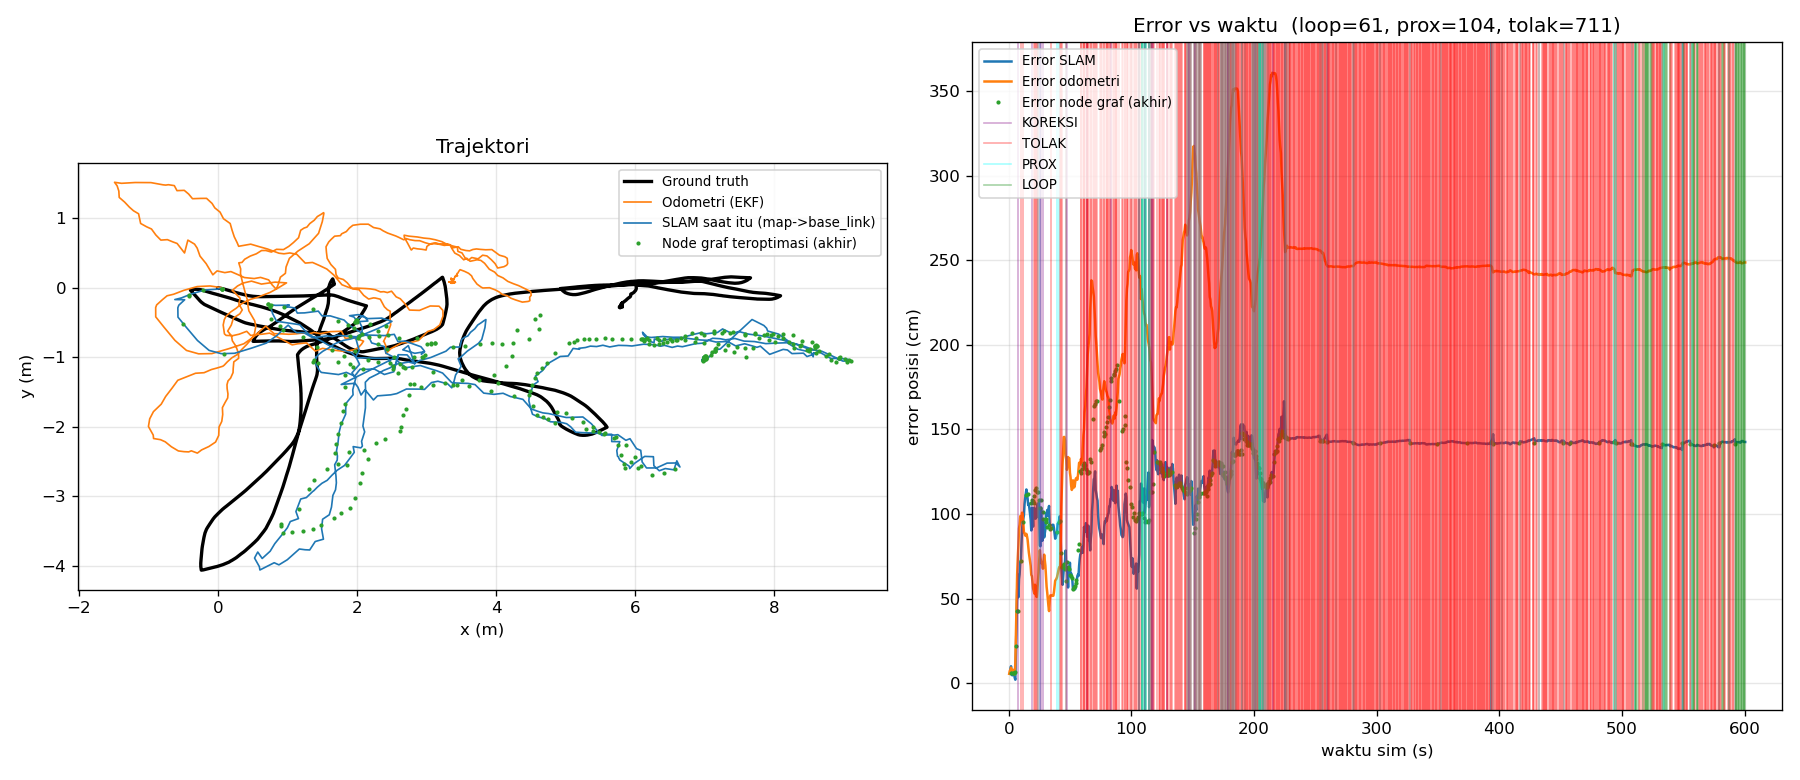 Trajektori
Ground truth
Odometri (EKF)
SLAM saat itu (map->base_link)
Node graf teroptimasi (akhir)
y (m)
1
0
−1
−2
−3
−4
−2
0
2
4
6
8
x (m)
Error vs waktu (loop=61, prox=104, tolak=711)
Error SLAM
Error odometri
Error node graf (akhir)
KOREKSI
TOLAK
PROX
LOOP
error posisi (cm)
350
300
250
200
150
100
50
0
0
100
200
300
400
500
600
waktu sim (s)